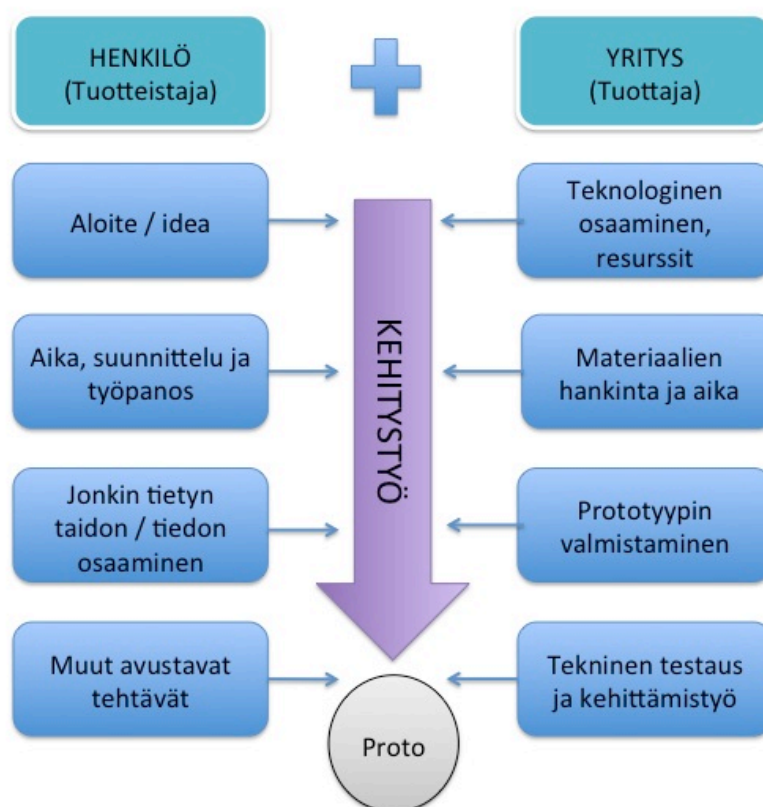 HENKILÖ
(Tuotteistaja)
YRITYS
(Tuottaja)
Aloite / idea
Teknologinen
osaaminen,
resurssit
Aika, suunnittelu ja
työpanos
Materiaalien
hankinta ja aika
KEHITYSTYÖ
Jonkin tietyn
taidon / tiedon
osaaminen
Prototyypin
valmistaminen
Muut avustavat
tehtävät
Tekninen testaus
ja kehittämistyö
Proto